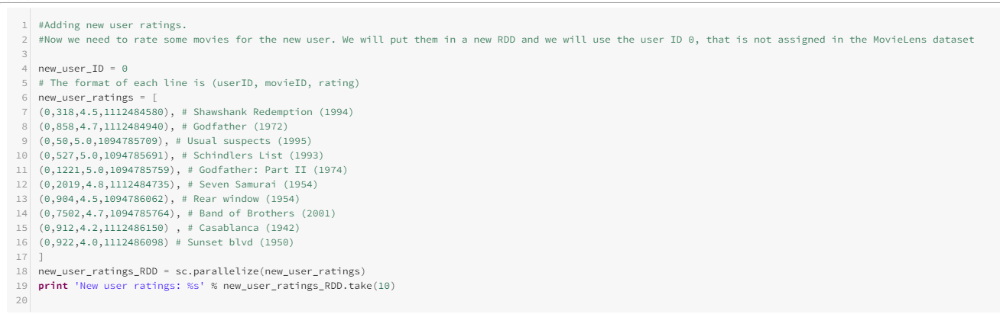 1 #Adding new user ratings.
2 #Now we need to rate some movies for the new user. We will put them in a new RDD and we will use the user ID 0, that is not assigned in the MovieLens dataset
3
4 new_user_ID = 0
5 # The format of each line is (userID, movieID, rating)
6 new_user_ratings = [
7 (0,318,4.5,1112484580), # Shawshank Redemption (1994)
8 (0,858,4.7,1112484940), # Godfather (1972)
9 (0,50,5.0,1094785709), # Usual suspects (1995)
10 (0,527,5.0,1094785691), # Schindlers List (1993)
11 (0,1221,5.0,1094785759), # Godfather: Part II (1974)
12 (0,2019,4.8,1112484735), # Seven Samurai (1954)
13 (0,904,4.5,1094786062), # Rear window (1954)
14 (0,7502,4.7,1094785764), # Band of Brothers (2001)
15 (0,912,4.2,1112486150) , # Casablanca (1942)
16 (0,922,4.0,1112486098) # Sunset blvd (1950)
17 ]
18 new_user_ratings_RDD = sc.parallelize(new_user_ratings)
19 print 'New user ratings: %s' % new_user_ratings_RDD.take(10)
20